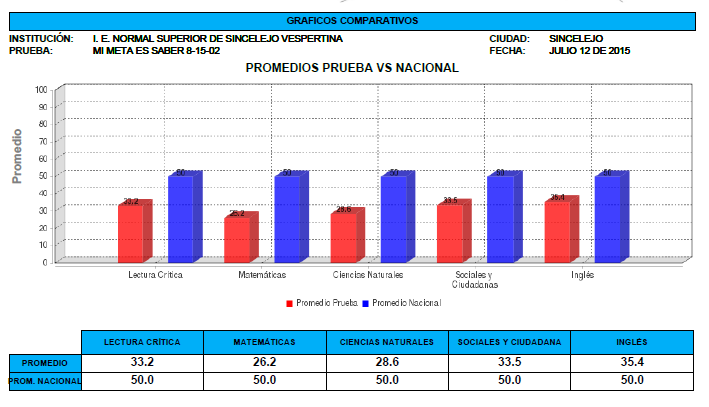 GRAFICOS COMPARATIVOS
INSTITUCIÓN: I. E. NORMAL SUPERIOR DE SINCELEJO VESPERTINA CIUDAD: SINCELEJO
PRUEBA: MI META ES SABER 8-15-02 FECHA: JULIO 12 DE 2015
PROMEDIOS PRUEBA VS NACIONAL
Promedio
100
90
80
70
60
50
40
30
20
10
0
33.2 50 26.2 50 28.6 50 33.5 50 35.4 50
Lectura Crítica Matemáticas Ciencias Naturales Sociales y Inglés
Ciudadanas
Promedio Prueba Promedio Nacional
LECTURA CRÍTICA MATEMÁTICAS CIENCIAS NATURALES SOCIALES Y CIUDADANA INGLÉS
PROMEDIO 33.2 26.2 28.6 33.5 35.4
PROM. NACIONAL 50.0 50.0 50.0 50.0 50.0